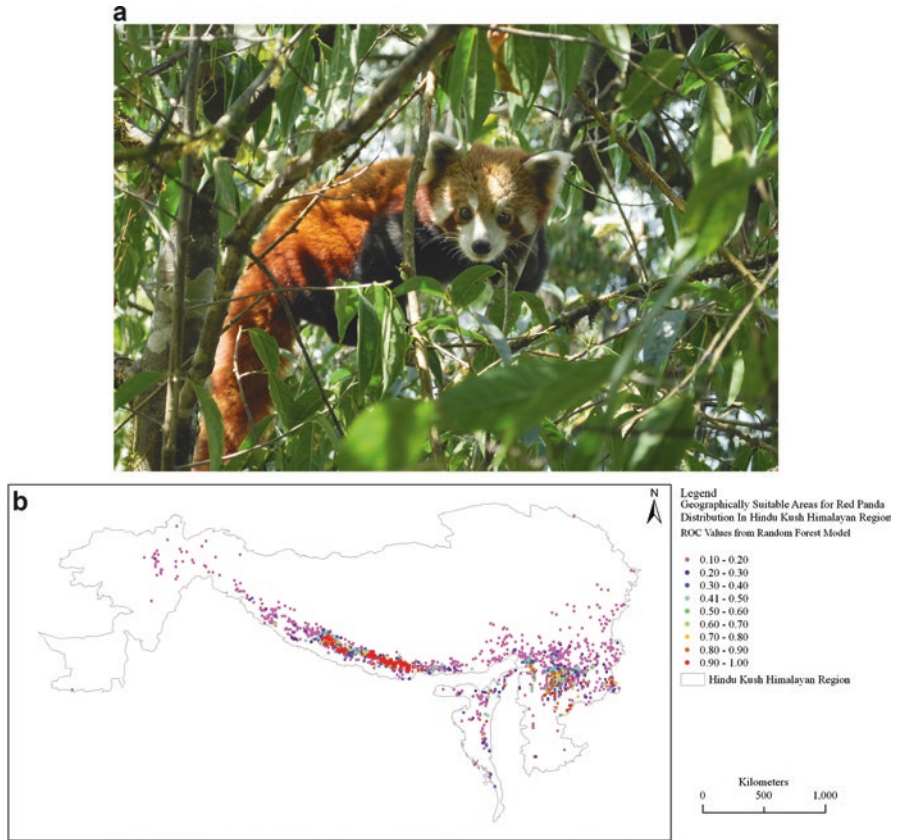 a
b
N
Legend
Geographically Suitable Areas for Red Panda
Distribution In Hindu Kush Himalayan Region
ROC Values from Random Forest Model
0.10 - 0.20
0.20 - 0.30
0.30 - 0.40
0.41 - 0.50
0.50 - 0.60
0.60 - 0.70
0.70 - 0.80
0.80 - 0.90
0.90 - 1.00
Hindu Kush Himalayan Region
Kilometers
0 500 1,000